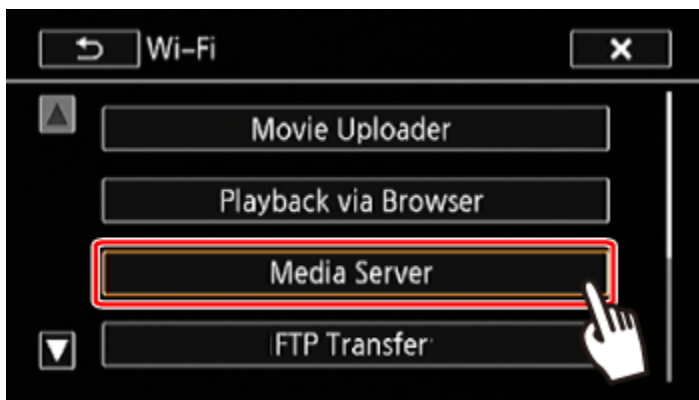 Wi-Fi
Movie Uploader
Playback via Browser
Media Server
FTP Transfer